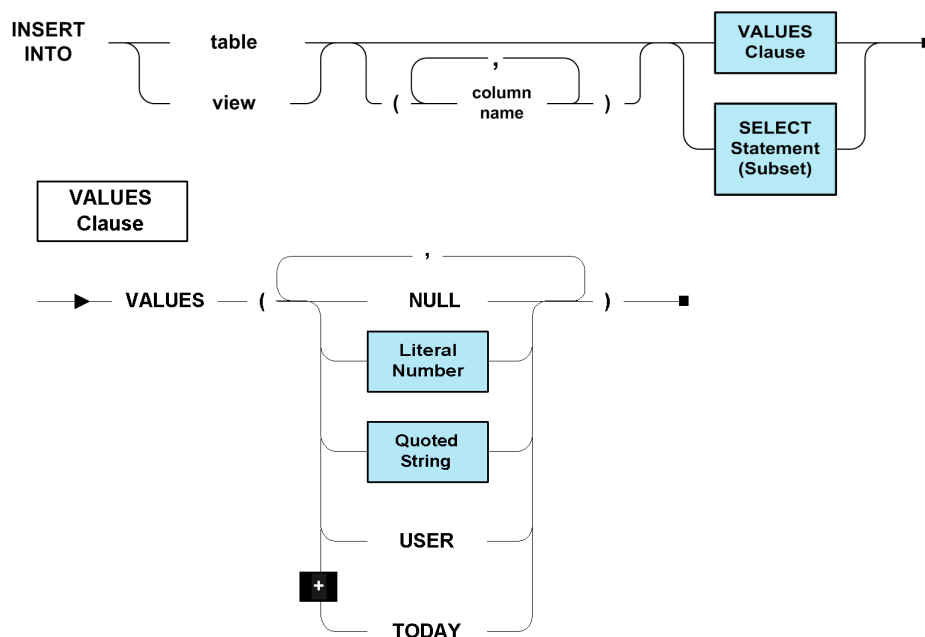 INSERT
INTO
table
view
(
,
column
name
)
VALUES
Clause
SELECT
Statement
(Subset)
VALUES
Clause
,
VALUES ( NULL )
Literal
Number
Quoted
String
USER
+
TODAY